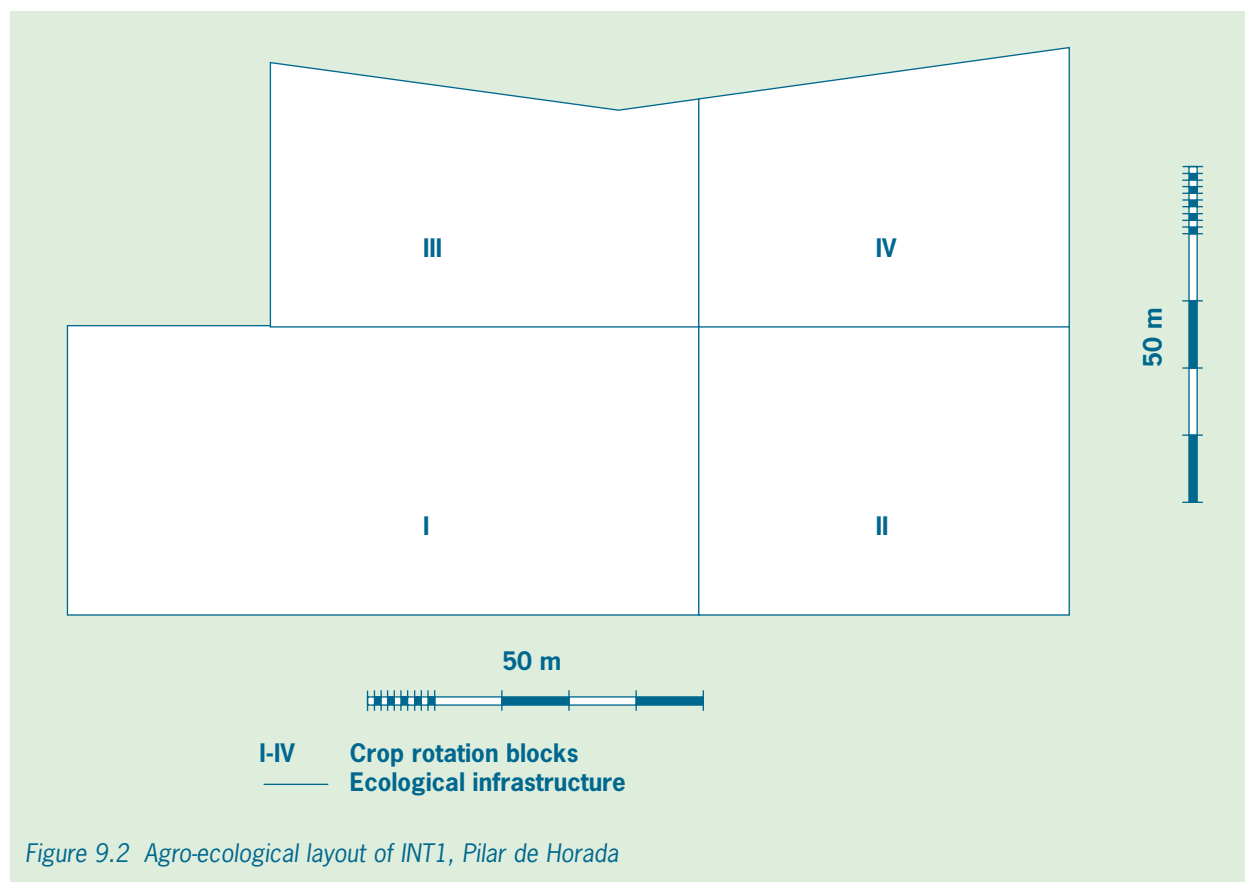 III
IV
50 m
I
II
50 m
I-IV Crop rotation blocks
Ecological infrastructure
Figure 9.2 Agro-ecological layout of INT1, Pilar de Horada